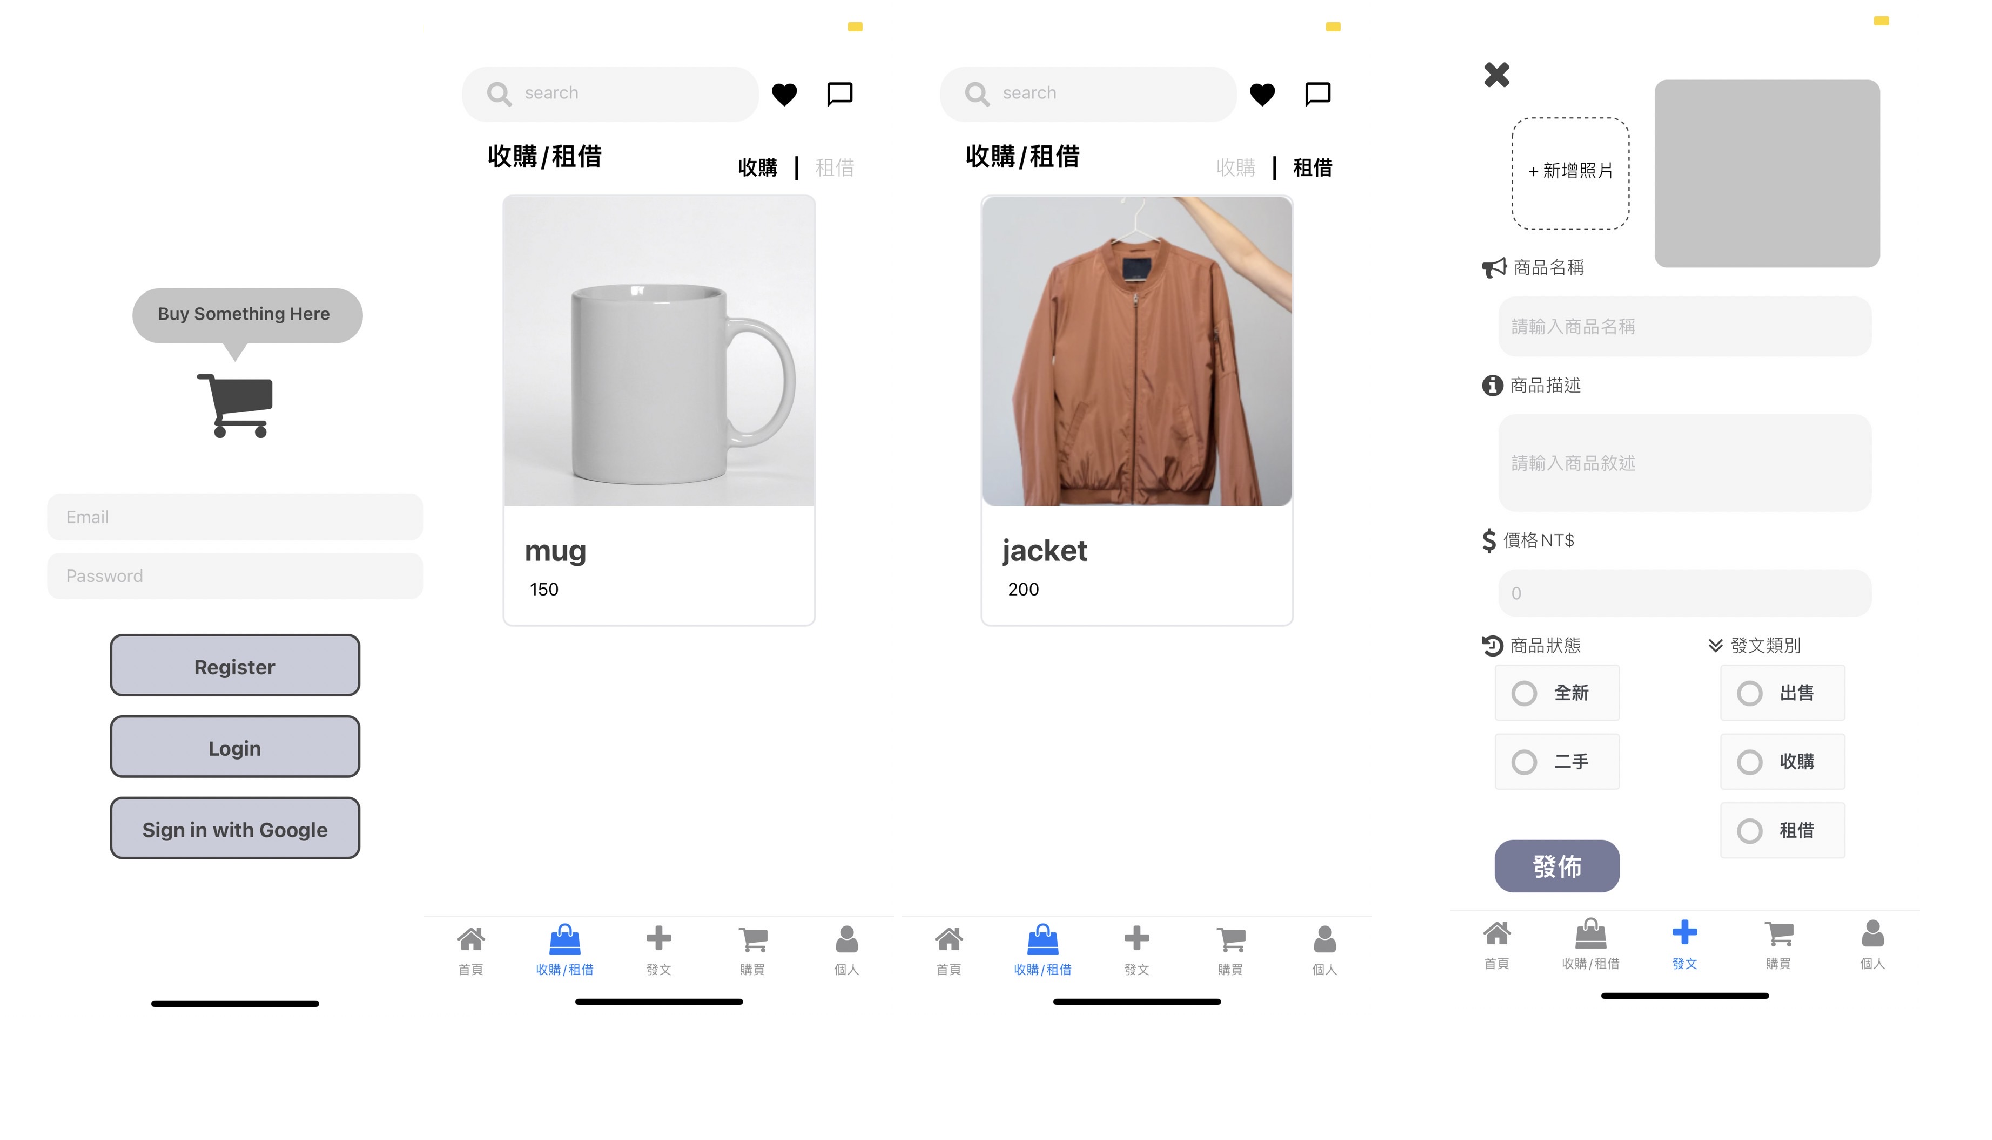 Buy Something Here
Email
Password
Register
Login
Sign in with Google
search
收購/租借
收購 | 租借
mug
150
首頁
收購/租借
發文
購買
個人
search
收購/租借
收購 | 租借
jacket
200
首頁
收購/租借
發文
購買
個人
+ 新增照片
商品名稱
請輸入商品名稱
商品描述
請輸入商品敘述
$ 價格NT$
0
商品狀態
全新
二手
發文類別
出售
收購
租借
發佈
首頁
收購/租借
發文
購買
個人